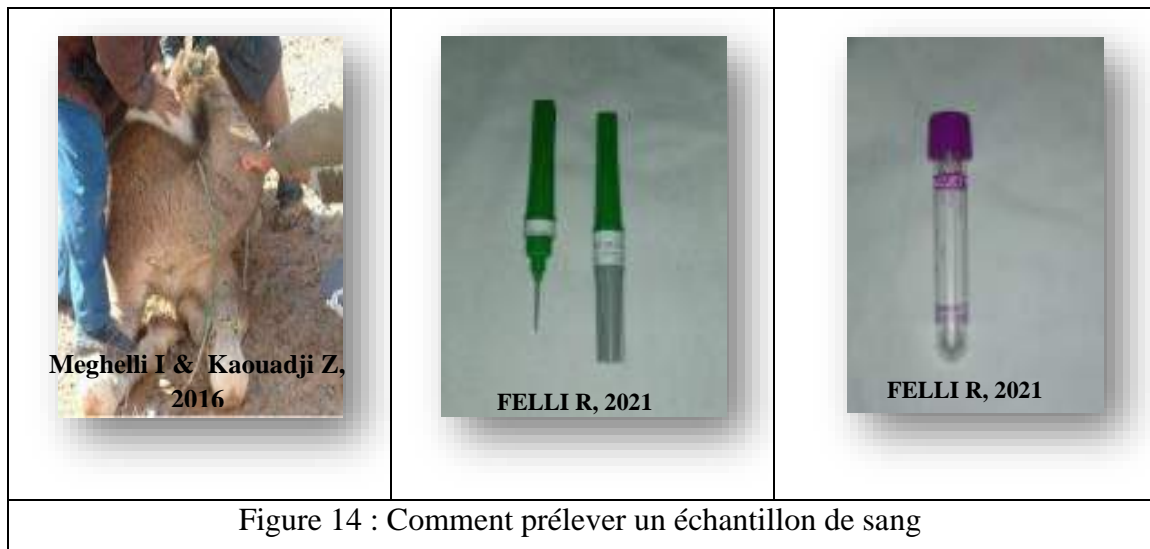 Meghelli I & Kaouadji Z,
2016
FELLI R, 2021
FELLI R, 2021
Figure 14 : Comment prélever un échantillon de sang